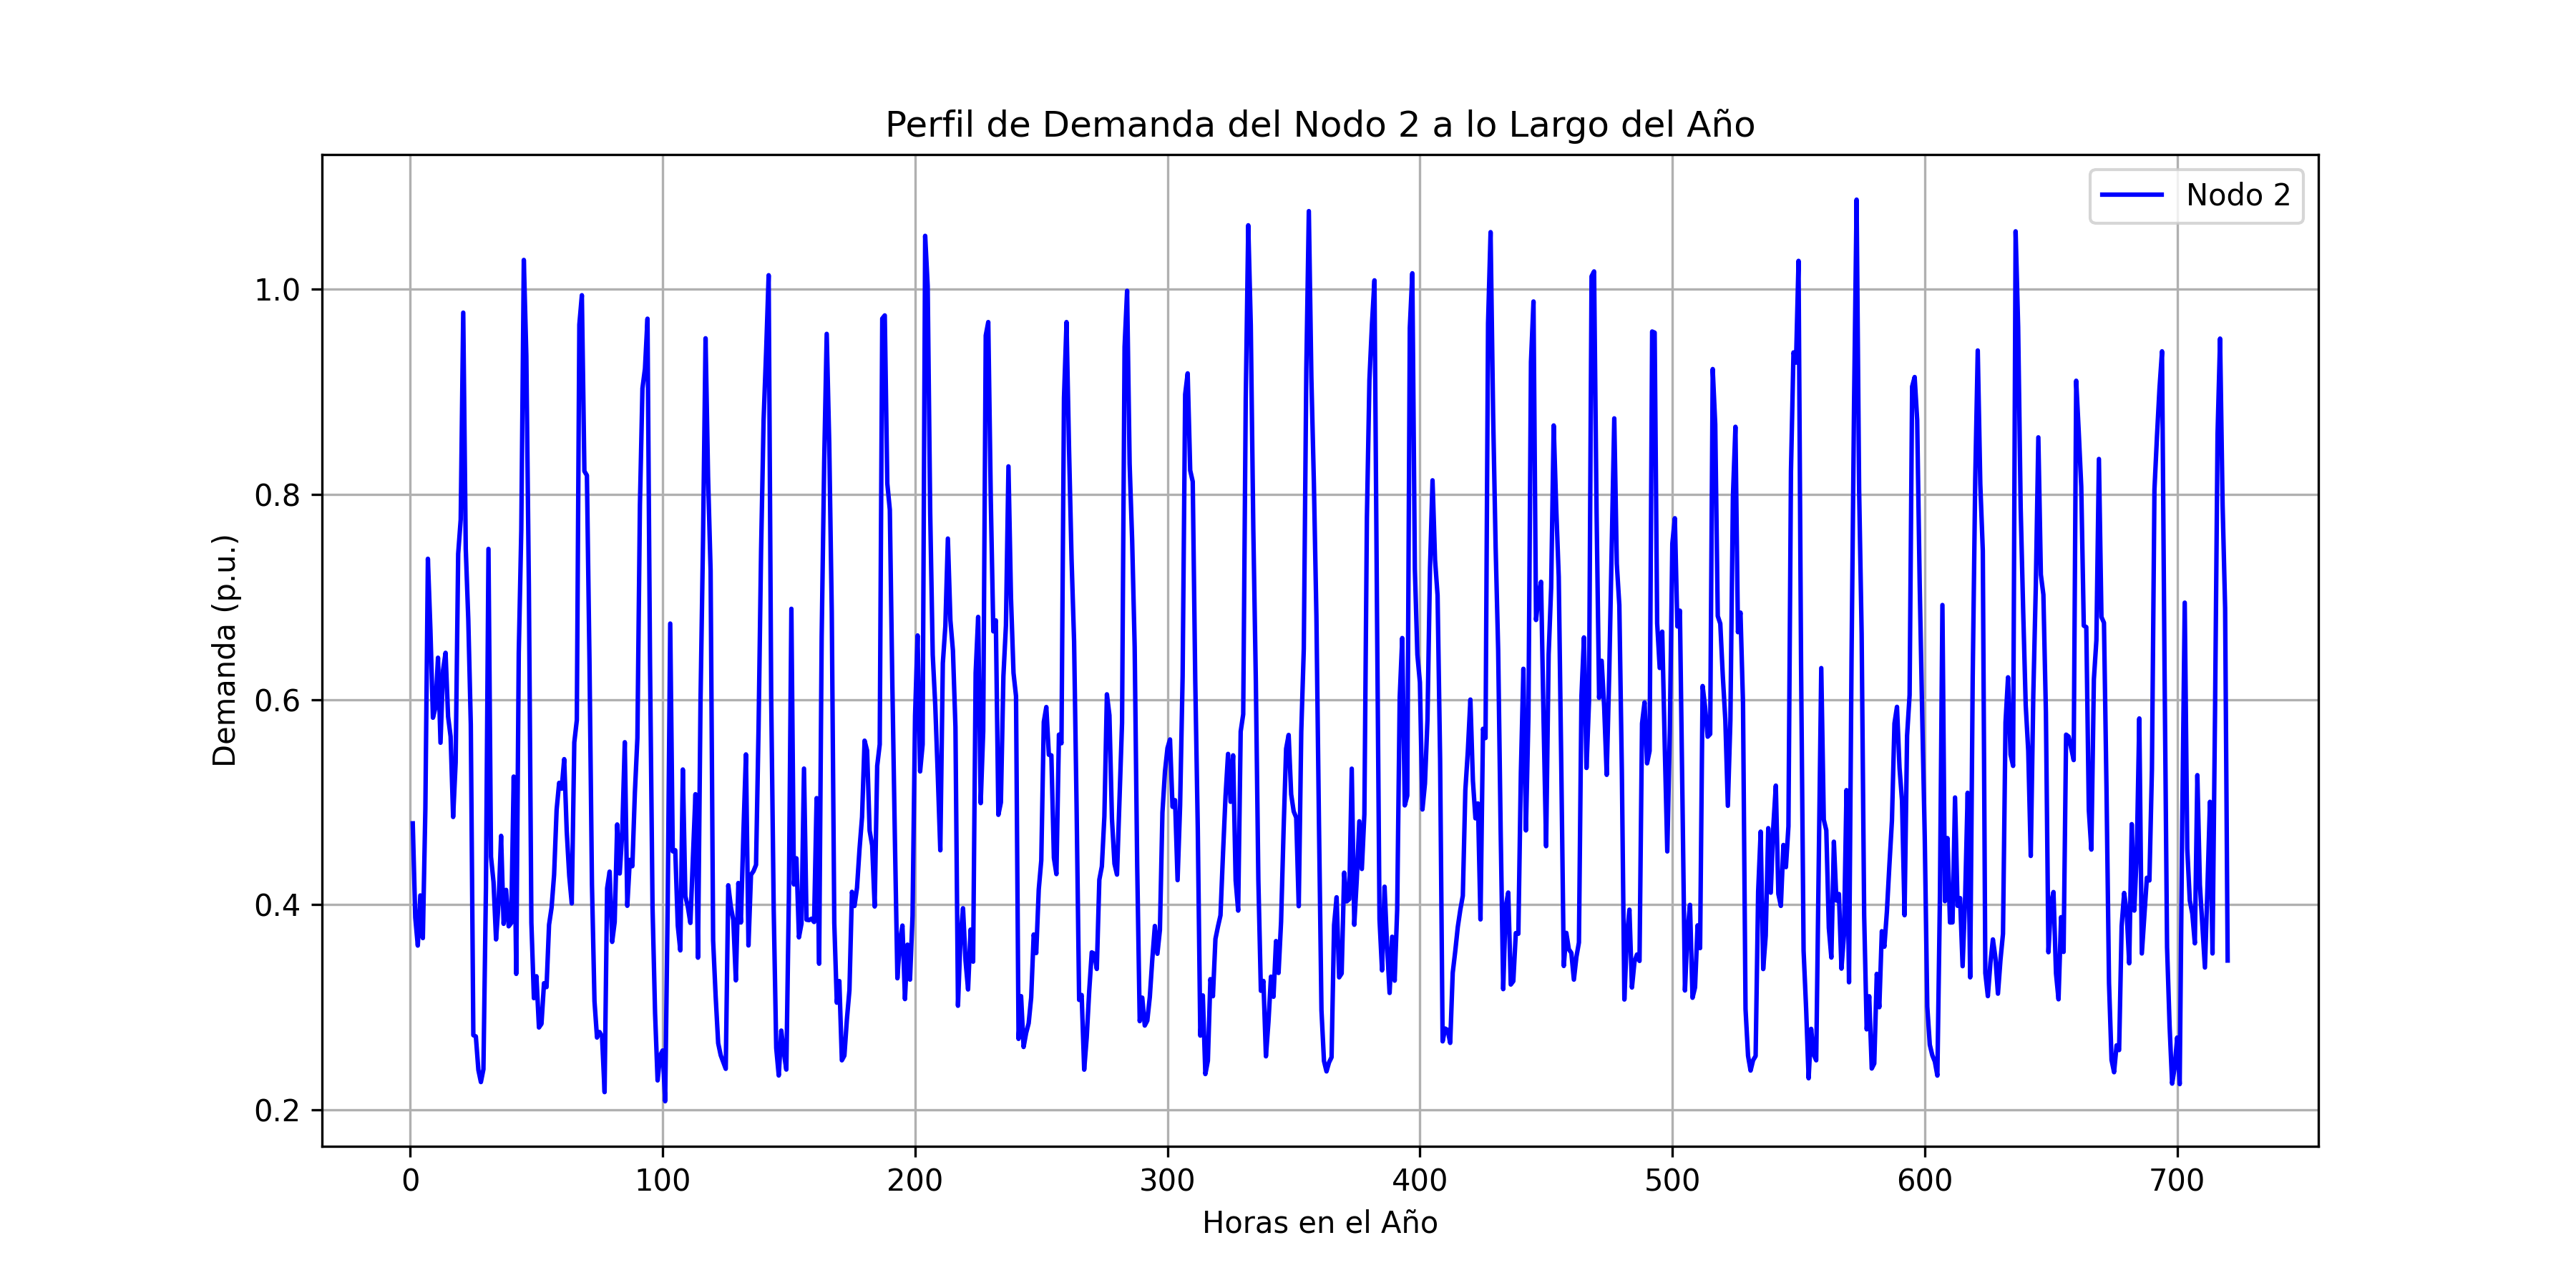 Perfil de Demanda del Nodo 2 a lo Largo del Año
Nodo 2
Demanda (p.u.)
1.0
0.8
0.6
0.4
0.2
0 100 200 300 400 500 600 700
Horas en el Año